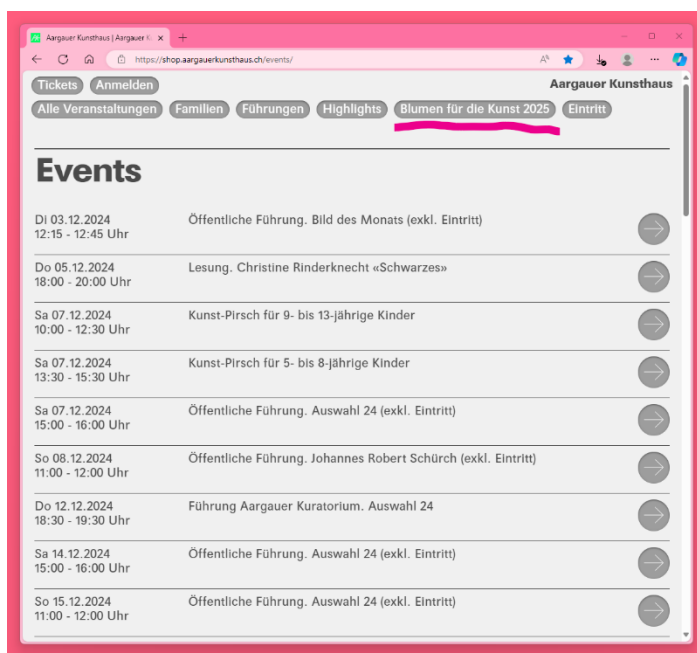 Aargauer Kunsthaus | Aargauer K
https://shop.aargauerkunsthaus.ch/events/
Tickets Anmelden Aargauer Kunsthaus
Alle Veranstaltungen Familien Führungen Highlights Blumen für die Kunst 2025 Eintritt
Events
Di 03.12.2024 Öffentliche Führung. Bild des Monats (exkl. Eintritt)
12:15 - 12:45 Uhr
Do 05.12.2024 Lesung. Christine Rinderknecht «Schwarzes»
18:00 - 20:00 Uhr
Sa 07.12.2024 Kunst-Pirsch für 9- bis 13-jährige Kinder
10:00 - 12:30 Uhr
Sa 07.12.2024 Kunst-Pirsch für 5- bis 8-jährige Kinder
13:30 - 15:30 Uhr
Sa 07.12.2024 Öffentliche Führung. Auswahl 24 (exkl. Eintritt)
15:00 - 16:00 Uhr
So 08.12.2024 Öffentliche Führung. Johannes Robert Schürch (exkl. Eintritt)
11:00 - 12:00 Uhr
Do 12.12.2024 Führung Aargauer Kuratorium. Auswahl 24
18:30 - 19:30 Uhr
Sa 14.12.2024 Öffentliche Führung. Auswahl 24 (exkl. Eintritt)
15:00 - 16:00 Uhr
So 15.12.2024 Öffentliche Führung. Auswahl 24 (exkl. Eintritt)
11:00 - 12:00 Uhr